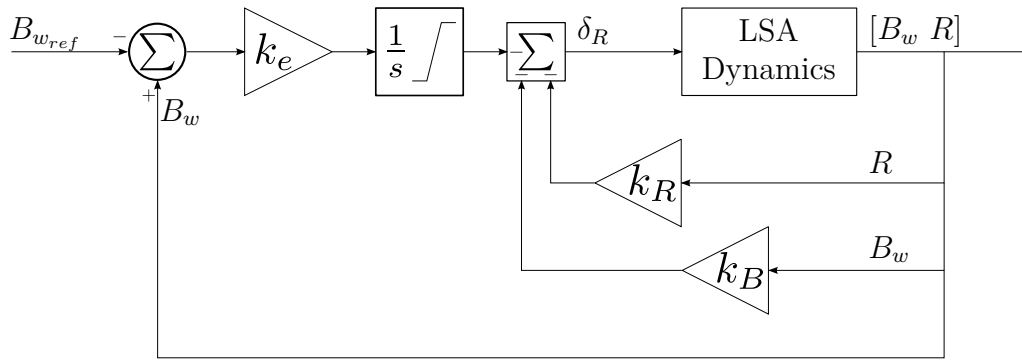 B_{w_{ref}}
−
∑
+
B_w
k_e
1
s
−
∑
−
−
δ_R
LSA
Dynamics
[B_w R]
k_R
R
k_B
B_w